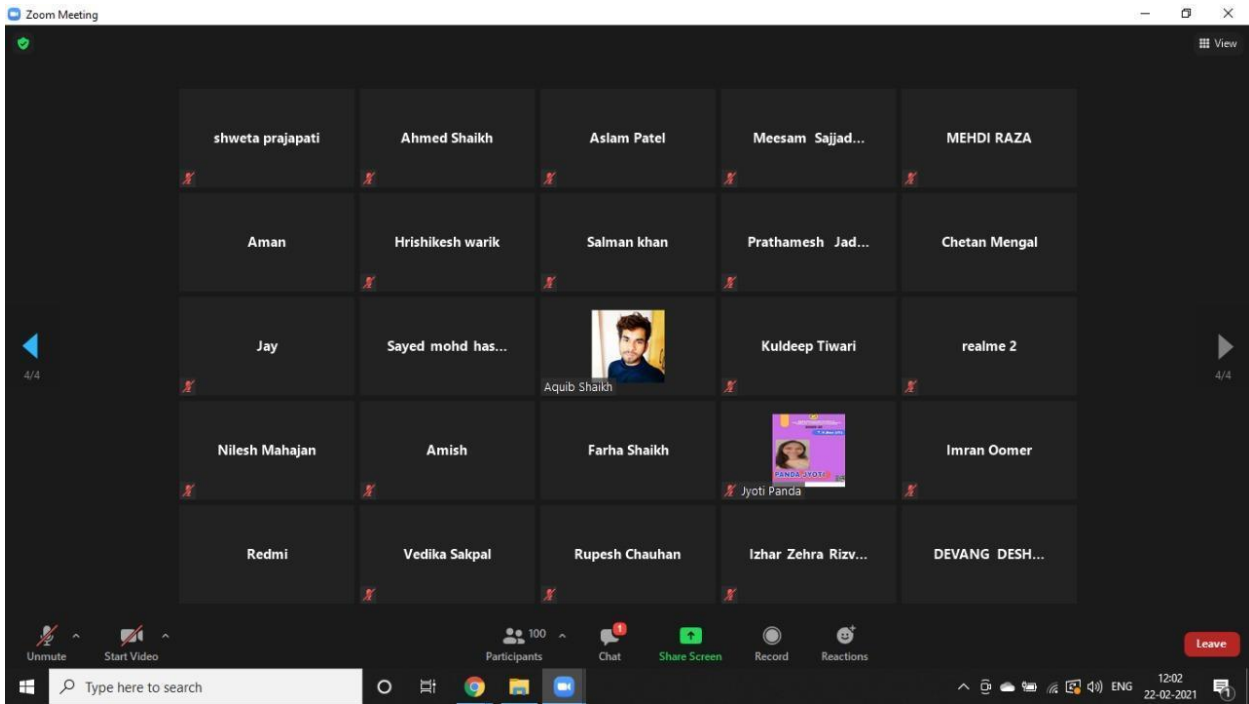 Zoom Meeting
View
shweta prajapati
Ahmed Shaikh
Aslam Patel
Meesam Sajjad...
MEHDI RAZA
Aman
Hrishikesh warik
Salman khan
Prathamesh Jad...
Chetan Mengal
Jay
Sayed mohd has...
Aquib Shaikh
Kuldeep Tiwari
realme 2
4/4
4/4
Nilesh Mahajan
Amish
Farha Shaikh
PANDA JYOTI
Jyoti Panda
Imran Oomer
Redmi
Vedika Sakpal
Rupesh Chauhan
Izhar Zehra Rizv...
DEVANG DESH...
Unmute
Start Video
100
Participants
1
Chat
Share Screen
Record
Reactions
Leave
Type here to search
ENG
12:02
22-02-2021
1